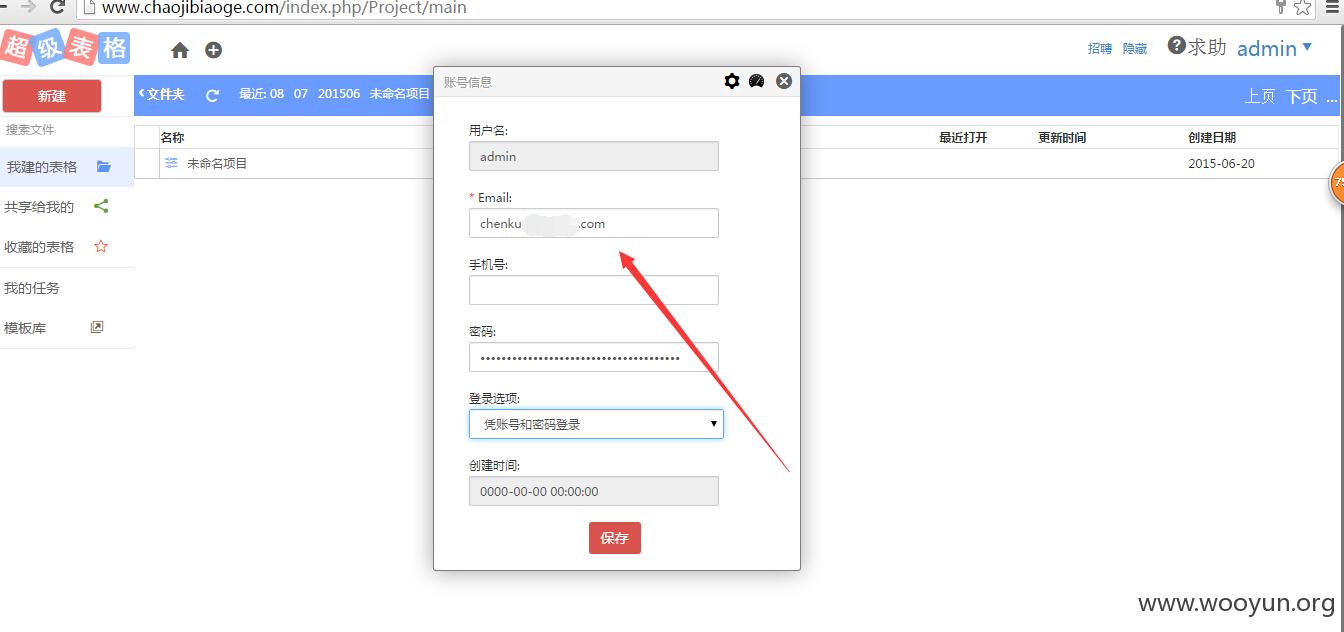 www.chaojibiaoge.com/index.php/Project/main
超级表格
招聘 隐藏 求助 admin
新建
文件夹 最近: 08 07 201506 未命名项目
上页 下页 ...
账号信息
搜索文件
我建的表格
共享给我的
收藏的表格
我的任务
模板库
名称 最近打开 更新时间 创建日期
未命名项目 2015-06-20
用户名:
admin
* Email:
chenku .com
手机号:
密码:
••••••••••••••••••••••••••••••••••••••
登录选项:
凭账号和密码登录
创建时间:
0000-00-00 00:00:00
保存
www.wooyun.org